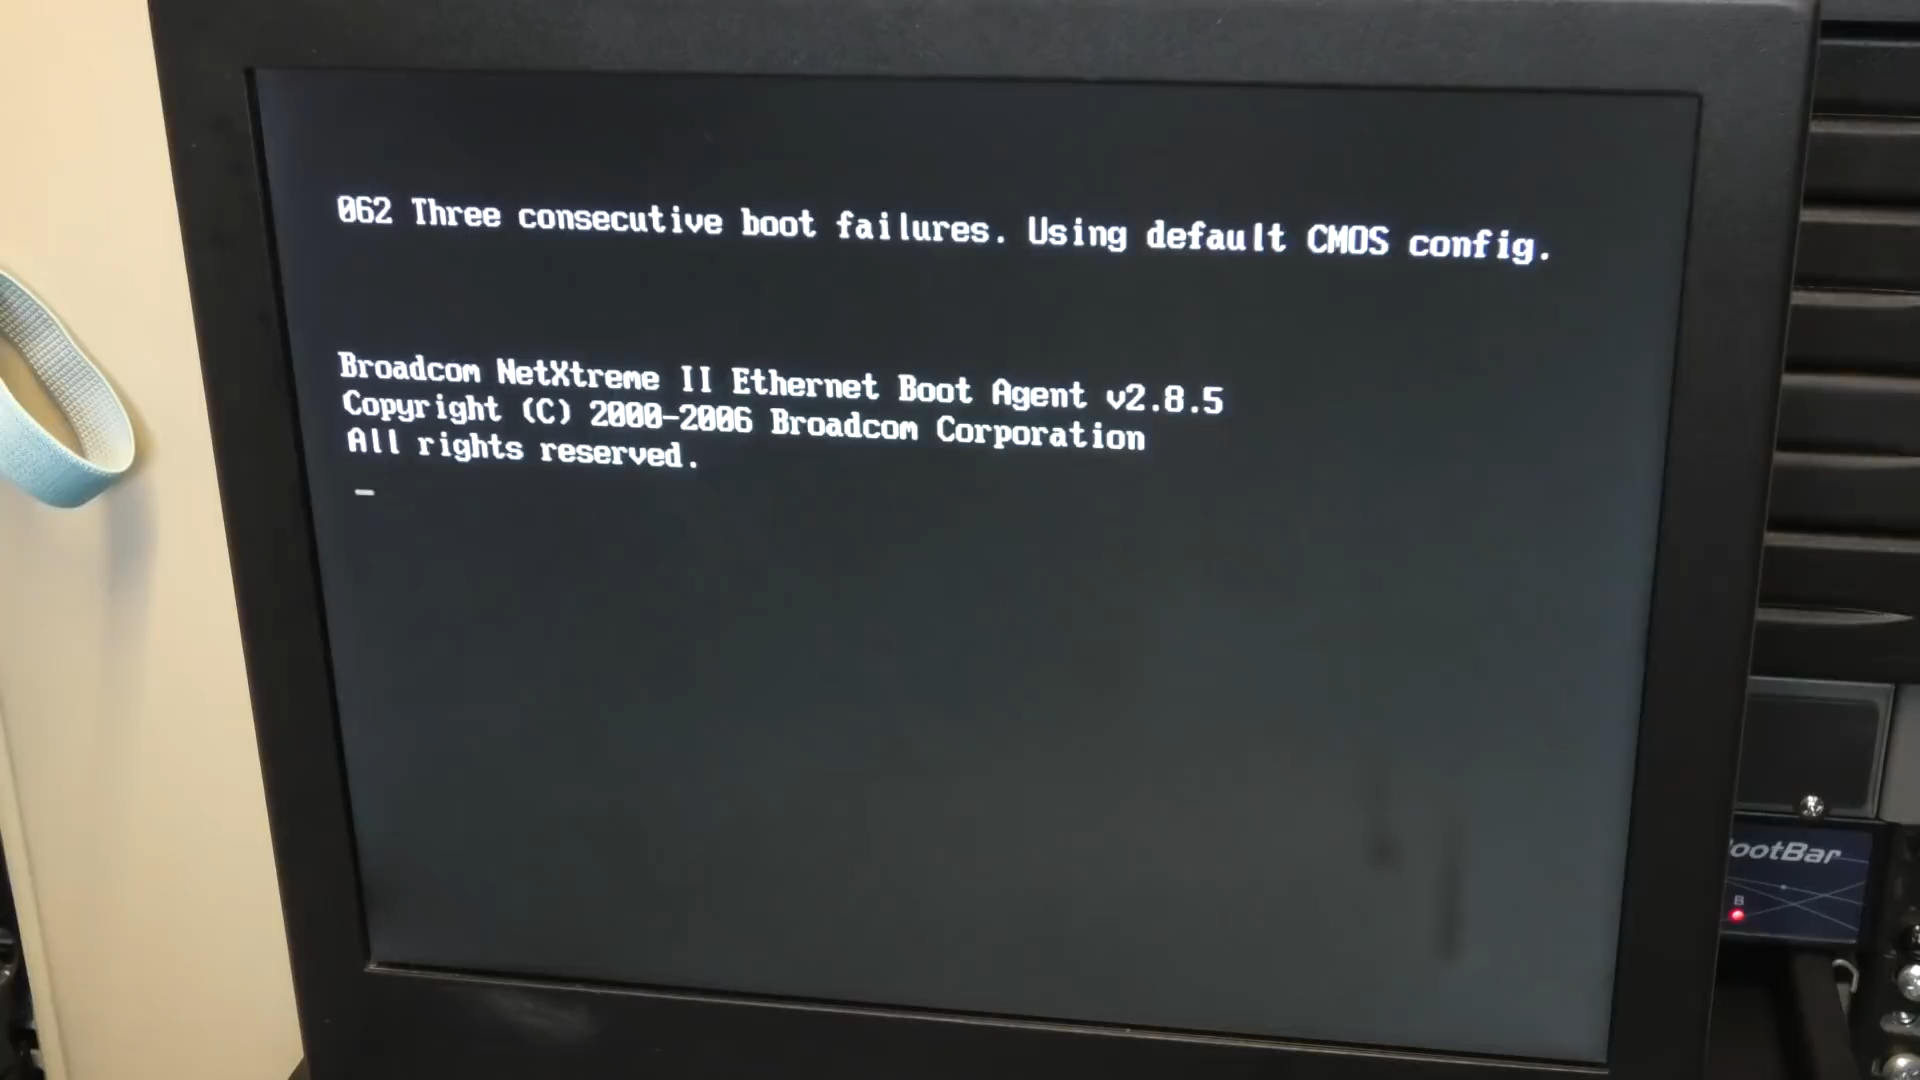 062 Three consecutive boot failures. Using default CMOS config.
Broadcom NetXtreme II Ethernet Boot Agent v2.8.5
Copyright (C) 2000-2006 Broadcom Corporation
All rights reserved.
ootBar
B